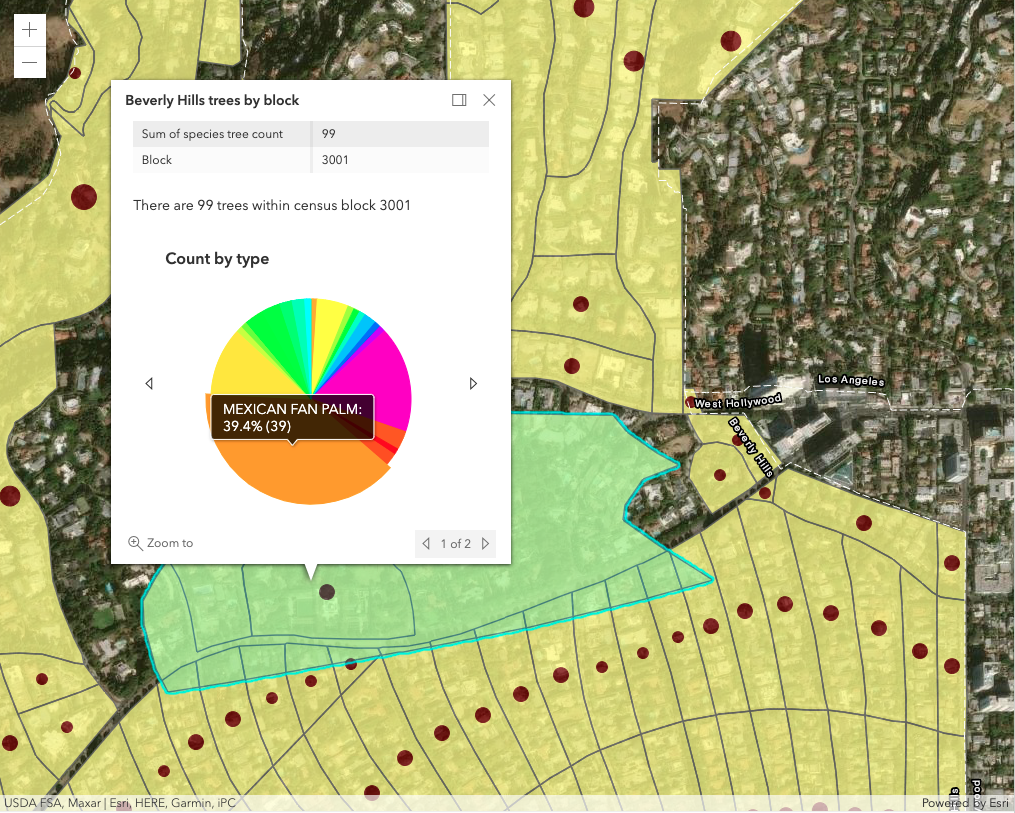 Beverly Hills trees by block
Sum of species tree count 99
Block 3001
There are 99 trees within census block 3001
Count by type
MEXICAN FAN PALM:
39.4% (39)
Zoom to
1 of 2
Los Angeles
West Hollywood
Beverly Hills
USDA FSA, Maxar | Esri, HERE, Garmin, iPC
Powered by Esri